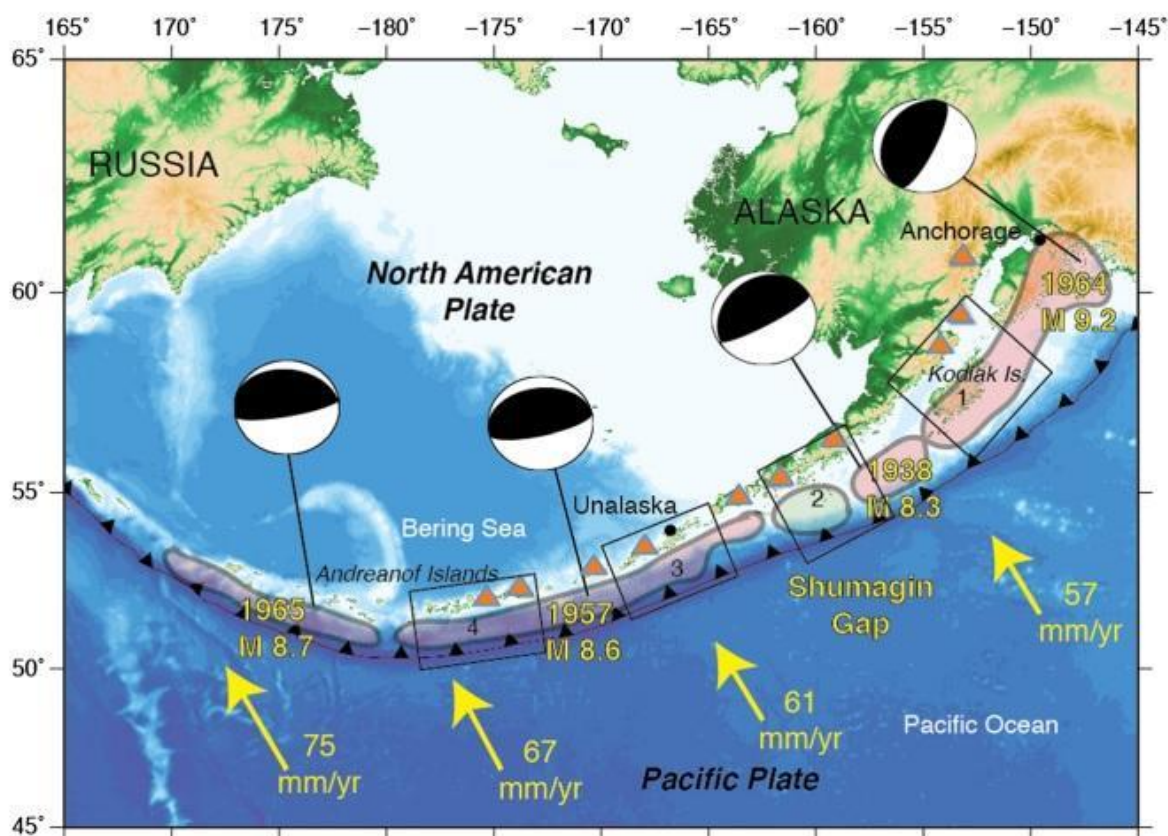 165° 170° 175° -180° -175° -170° -165° -160° -155° -150° -145°
65°
RUSSIA
ALASKA
Anchorage
North American
Plate
60°
1964
M 9.2
Kodiak Is.
1
1938
M 8.3
55°
2
Unalaska
Bering Sea
3
Andreanof Islands
Shumagin
Gap
1965
M 8.7
4
1957
M 8.6
57
mm/yr
50°
61
mm/yr
75
mm/yr
67
mm/yr
Pacific Ocean
Pacific Plate
45°